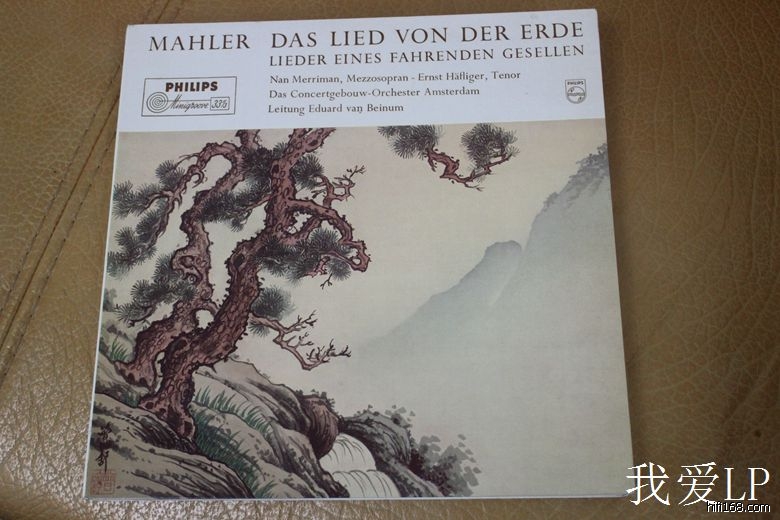 MAHLER DAS LIED VON DER ERDE
LIEDER EINES FAHRENDEN GESELLEN
Nan Merriman, Mezzosopran - Ernst Häfliger, Tenor
Das Concertgebouw-Orchester Amsterdam
Leitung Eduard van Beinum
PHILIPS
Minigroove 33⅓
PHILIPS
我爱LP
hifi168.com